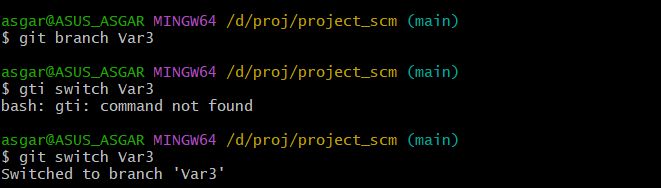 asgar@ASUS_ASGAR MINGW64 /d/proj/project_scm (main)
$ git branch Var3
asgar@ASUS_ASGAR MINGW64 /d/proj/project_scm (main)
$ gti switch Var3
bash: gti: command not found
asgar@ASUS_ASGAR MINGW64 /d/proj/project_scm (main)
$ git switch Var3
Switched to branch 'Var3'